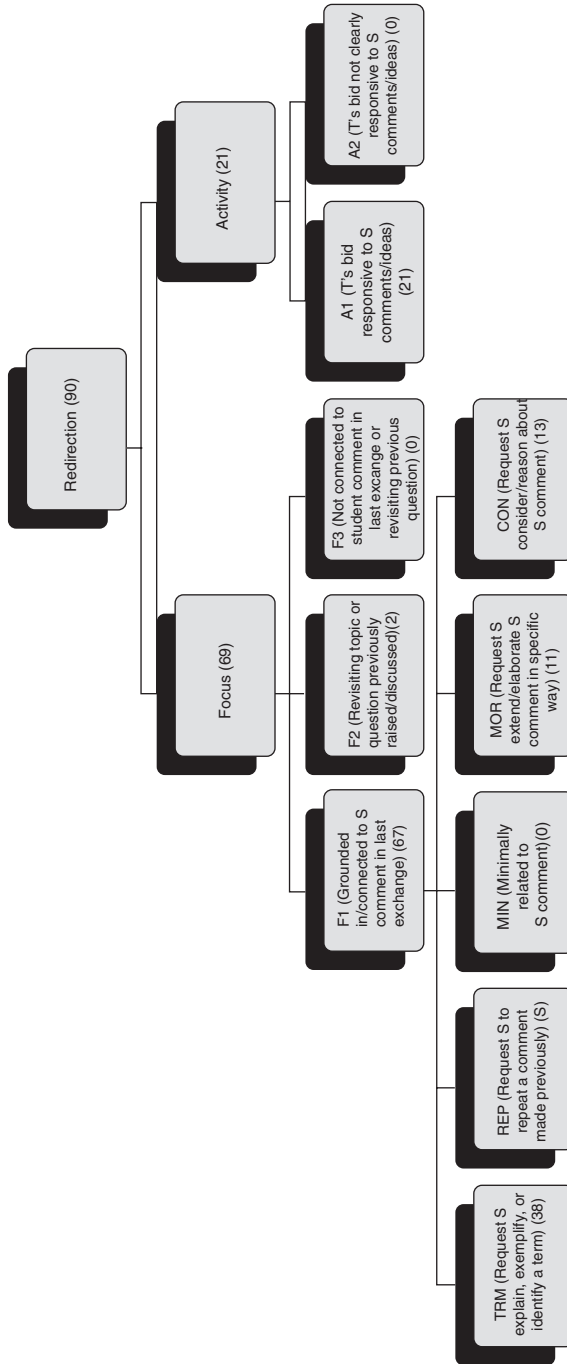 Redirection (90)
Focus (69)
Activity (21)
F1 (Grounded
in/connected to S
comment in last
exchange) (67)
F2 (Revisiting topic or
question previously
raised/discussed)(2)
F3 (Not connected to
student comment in
last excange or
revisiting previous
question) (0)
A1 (T's bid
responsive to S
comments/ideas)
(21)
A2 (T's bid not clearly
responsive to S
comments/ideas) (0)
TRM (Request S
explain, exemplify, or
identify a term) (38)
REP (Request S to
repeat a comment
made previously) (S)
MIN (Minimally
related to
S comment)(0)
MOR (Request S
extend/elaborate S
comment in specific
way) (11)
CON (Request S
consider/reason about
S comment) (13)